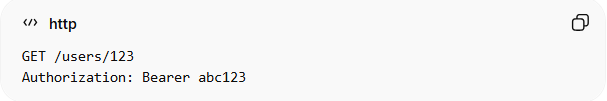 http
GET /users/123
Authorization: Bearer abc123